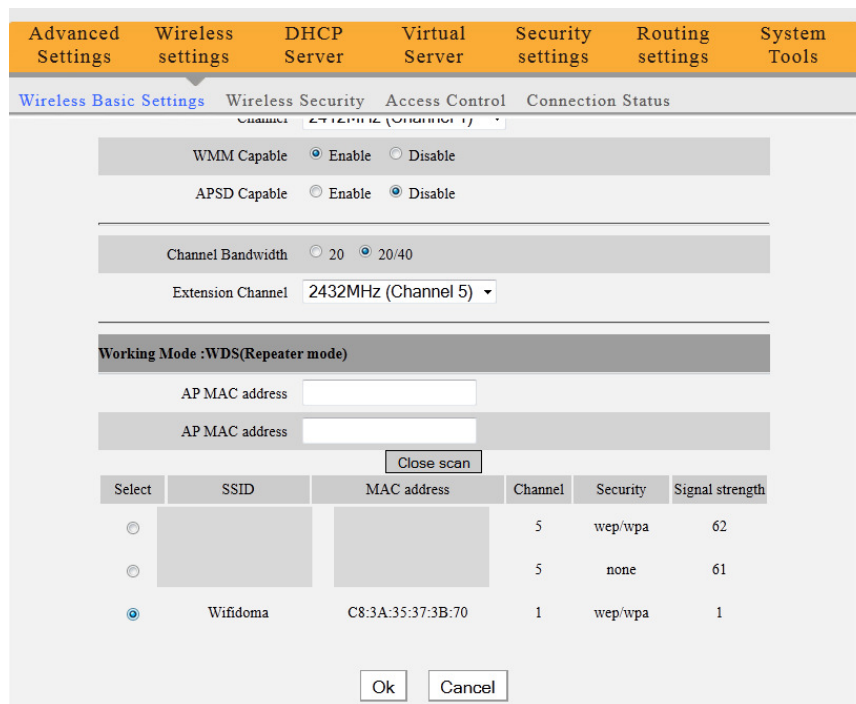 Advanced Settings Wireless settings DHCP Server Virtual Server Security settings Routing settings System Tools
Wireless Basic Settings Wireless Security Access Control Connection Status
Channel 2412MHz (Channel 1)
WMM Capable Enable Disable
APSD Capable Enable Disable
Channel Bandwidth 20 20/40
Extension Channel 2432MHz (Channel 5)
Working Mode :WDS(Repeater mode)
AP MAC address
AP MAC address
Close scan
Select SSID MAC address Channel Security Signal strength
5 wep/wpa 62
5 none 61
Wifidoma C8:3A:35:37:3B:70 1 wep/wpa 1
Ok Cancel